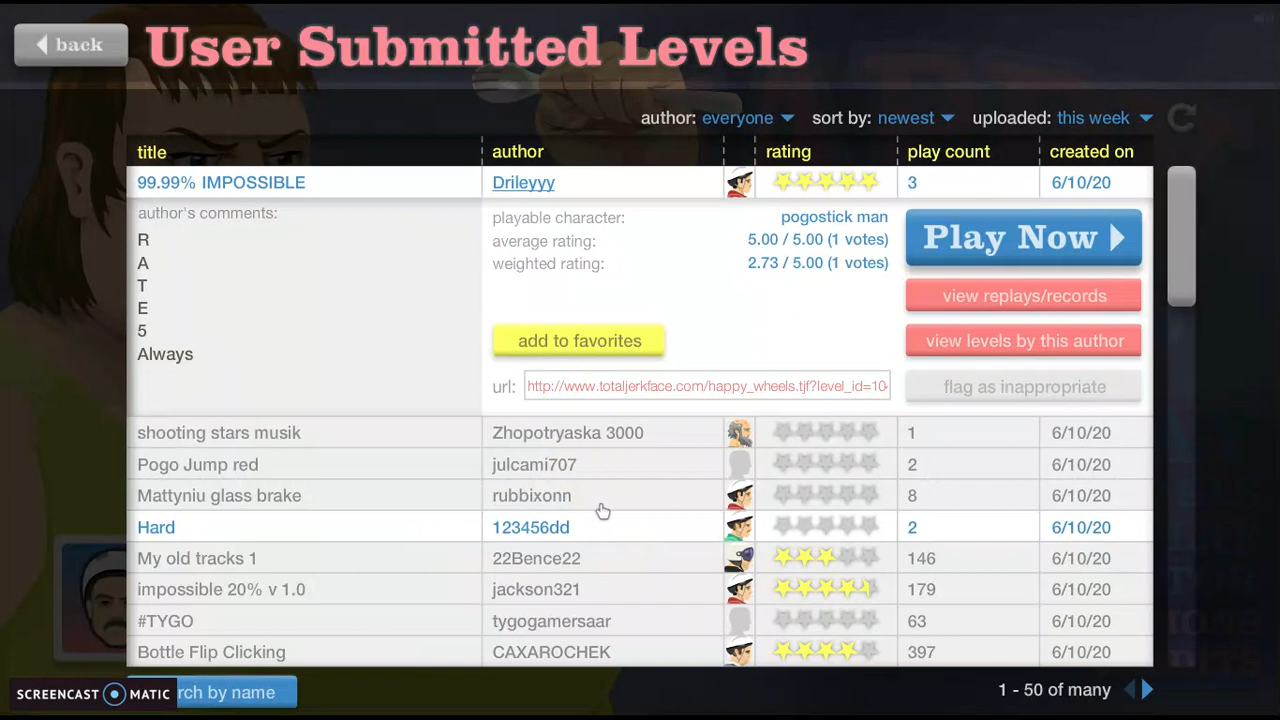 back
User Submitted Levels
author: everyone sort by: newest uploaded: this week
title author rating play count created on
99.99% IMPOSSIBLE Drileyyy 3 6/10/20
author's comments:
R
A
T
E
5
Always
playable character: pogostick man
average rating: 5.00 / 5.00 (1 votes)
weighted rating: 2.73 / 5.00 (1 votes)
add to favorites
url: http://www.totaljerkface.com/happy_wheels.tjf?level_id=10
Play Now
view replays/records
view levels by this author
flag as inappropriate
shooting stars musik Zhopotryaska 3000 1 6/10/20
Pogo Jump red julcami707 2 6/10/20
Mattyniu glass brake rubbixonn 8 6/10/20
Hard 123456dd 2 6/10/20
My old tracks 1 22Bence22 146 6/10/20
impossible 20% v 1.0 jackson321 179 6/10/20
#TYGO tygogamersaar 63 6/10/20
Bottle Flip Clicking CAXAROCHEK 397 6/10/20
SCREENCAST MATIC
rch by name
1 - 50 of many